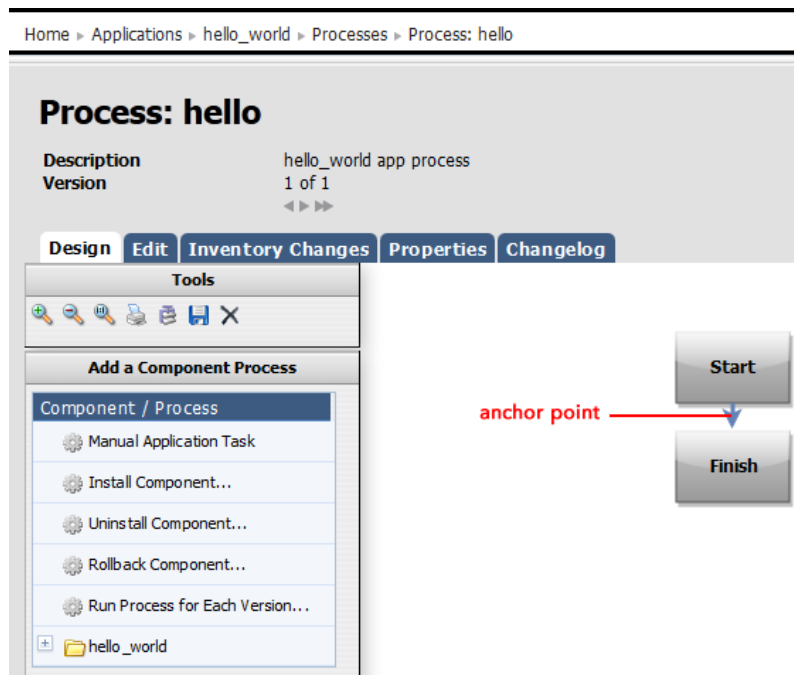 Home ▸ Applications ▸ hello_world ▸ Processes ▸ Process: hello
Process: hello
Description hello_world app process
Version 1 of 1
Design Edit Inventory Changes Properties Changelog
Tools
Add a Component Process
Component / Process
Manual Application Task
Install Component...
Uninstall Component...
Rollback Component...
Run Process for Each Version...
hello_world
Start
anchor point
Finish